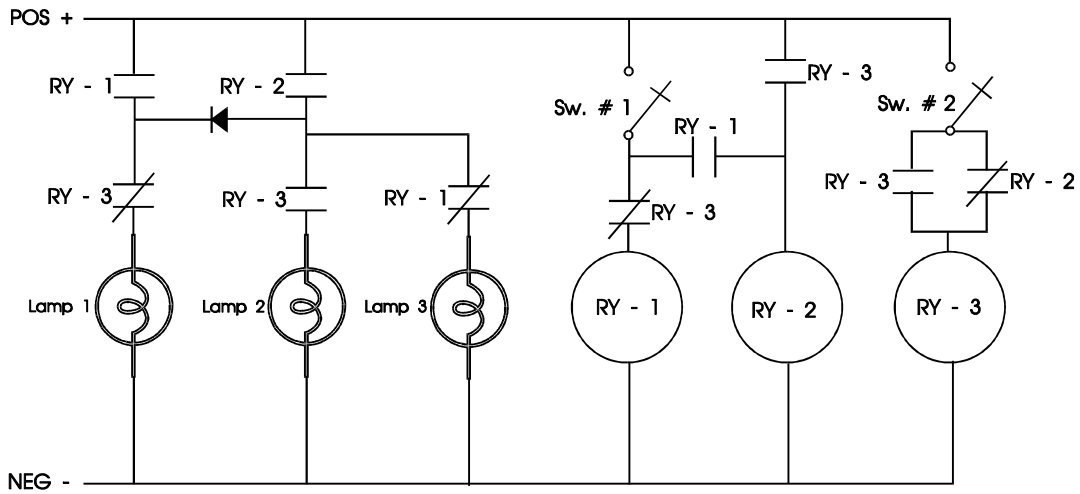 POS +
RY - 1
RY - 2
RY - 3
Sw. # 1
Sw. # 2
RY - 1
RY - 3
RY - 2
RY - 3
RY - 3
RY - 1
RY - 3
Lamp 1
Lamp 2
Lamp 3
RY - 1
RY - 2
RY - 3
NEG -